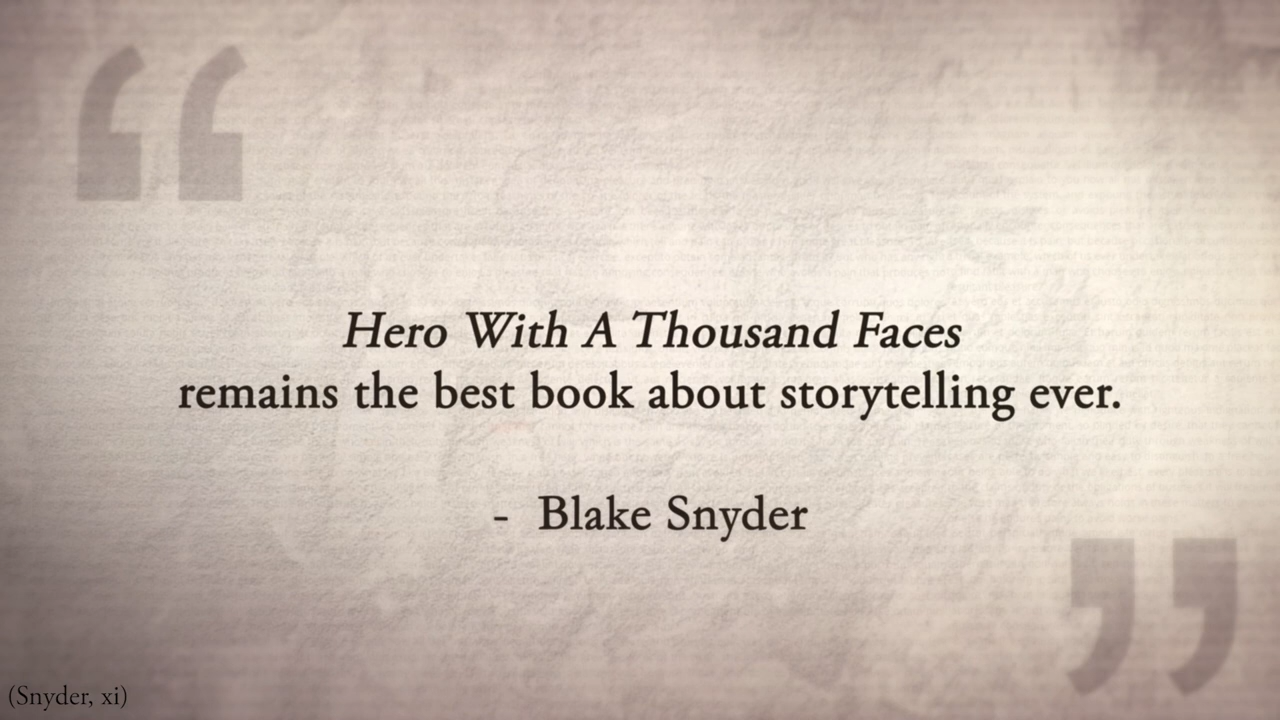 Hero With A Thousand Faces
remains the best book about storytelling ever.
- Blake Snyder
(Snyder, xi)